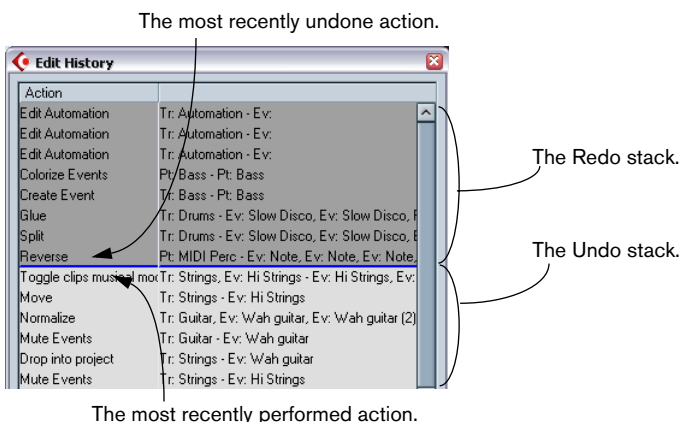 The most recently undone action.
Edit History
Action
Edit Automation Tr: Automation - Ev:
Edit Automation Tr: Automation - Ev:
Edit Automation Tr: Automation - Ev:
Colorize Events Pt: Bass - Pt: Bass
Create Event Tr: Bass - Pt: Bass
The Redo stack.
Glue Tr: Drums - Ev: Slow Disco, Ev: Slow Disco,
Split Tr: Drums - Ev: Slow Disco, Ev: Slow Disco,
Reverse Pt: MIDI Perc - Ev: Note, Ev: Note, Ev: Note,
The Undo stack.
Toggle clips musical Tr: Strings, Ev: Hi Strings - Ev: Hi Strings, Ev:
Move Tr: Strings - Ev: Hi Strings
Normalize Tr: Guitar, Ev: Wah guitar, Ev: Wah guitar (2)
Mute Events Tr: Guitar - Ev: Wah guitar
Drop into project Tr: Strings - Ev: Wah guitar
Mute Events Tr: Strings - Ev: Hi Strings
The most recently performed action.